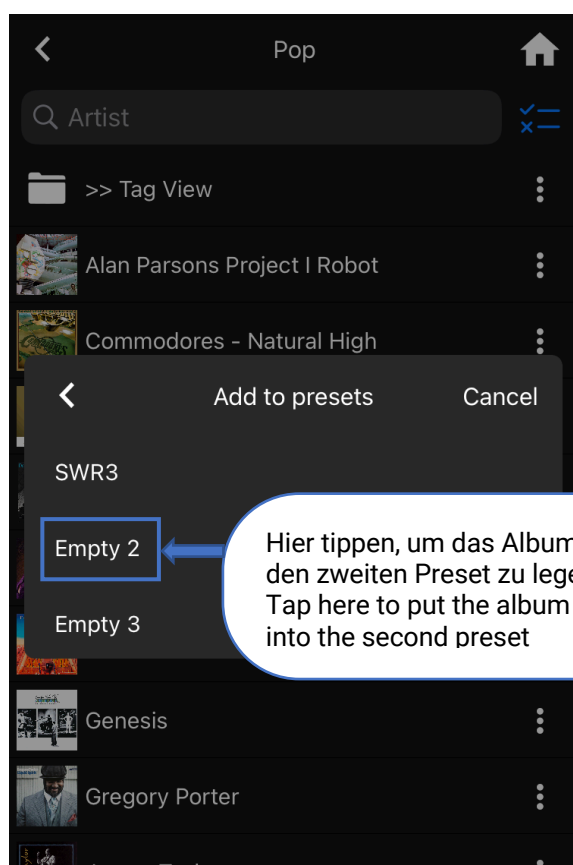 Pop
Artist
>> Tag View
Alan Parsons Project I Robot
Commodores - Natural High
Add to presets Cancel
SWR3
Empty 2
Hier tippen, um das Album
den zweiten Preset zu lege
Tap here to put the album
into the second preset
Empty 3
Genesis
Gregory Porter